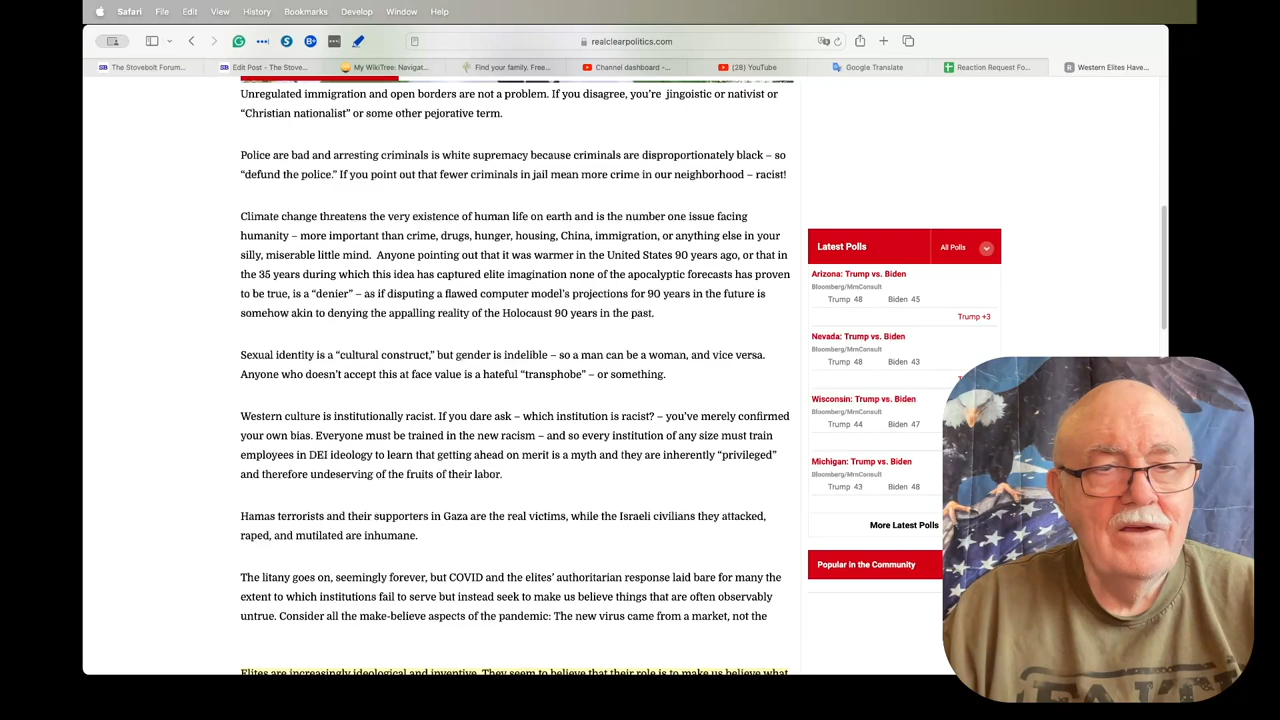 Safari File Edit View History Bookmarks Develop Window Help
realclearpolitics.com
The Stovebolt Forum...
Edit Post - The Stove...
My WikiTree: Navigat...
Find your family. Free...
Channel dashboard -...
(28) YouTube
Google Translate
Reaction Request Fo...
Western Elites Have...
Unregulated immigration and open borders are not a problem. If you disagree, you're jingoistic or nativist or
“Christian nationalist” or some other pejorative term.
Police are bad and arresting criminals is white supremacy because criminals are disproportionately black – so
“defund the police.” If you point out that fewer criminals in jail mean more crime in our neighborhood – racist!
Climate change threatens the very existence of human life on earth and is the number one issue facing
humanity – more important than crime, drugs, hunger, housing, China, immigration, or anything else in your
silly, miserable little mind. Anyone pointing out that it was warmer in the United States 90 years ago, or that in
the 35 years during which this idea has captured elite imagination none of the apocalyptic forecasts has proven
to be true, is a “denier” – as if disputing a flawed computer model's projections for 90 years in the future is
somehow akin to denying the appalling reality of the Holocaust 90 years in the past.
Sexual identity is a “cultural construct,” but gender is indelible – so a man can be a woman, and vice versa.
Anyone who doesn't accept this at face value is a hateful “transphobe” – or something.
Western culture is institutionally racist. If you dare ask – which institution is racist? – you've merely confirmed
your own bias. Everyone must be trained in the new racism – and so every institution of any size must train
employees in DEI ideology to learn that getting ahead on merit is a myth and they are inherently “privileged”
and therefore undeserving of the fruits of their labor.
Hamas terrorists and their supporters in Gaza are the real victims, while the Israeli civilians they attacked,
raped, and mutilated are inhumane.
The litany goes on, seemingly forever, but COVID and the elites' authoritarian response laid bare for many the
extent to which institutions fail to serve but instead seek to make us believe things that are often observably
untrue. Consider all the make-believe aspects of the pandemic: The new virus came from a market, not the
Elites are increasingly ideological and inventive. They seem to believe that their role is to make us believe what
Latest Polls All Polls
Arizona: Trump vs. Biden
Bloomberg/MrnConsult
Trump 48 Biden 45
Trump +3
Nevada: Trump vs. Biden
Bloomberg/MrnConsult
Trump 48 Biden 43
Wisconsin: Trump vs. Biden
Bloomberg/MrnConsult
Trump 44 Biden 47
Michigan: Trump vs. Biden
Bloomberg/MrnConsult
Trump 43 Biden 48
More Latest Polls
Popular in the Community